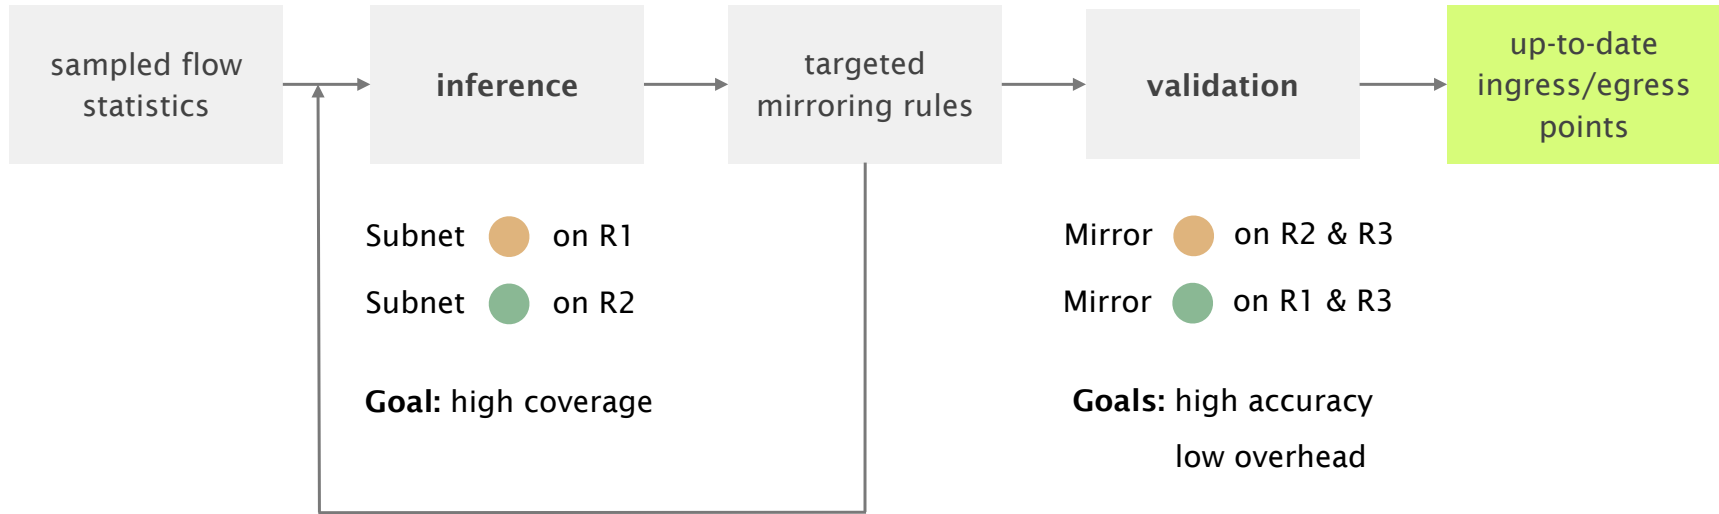 sampled flow
statistics
inference
targeted
mirroring rules
validation
up-to-date
ingress/egress
points
Subnet on R1
Subnet on R2
Goal: high coverage
Mirror on R2 & R3
Mirror on R1 & R3
Goals: high accuracy
low overhead